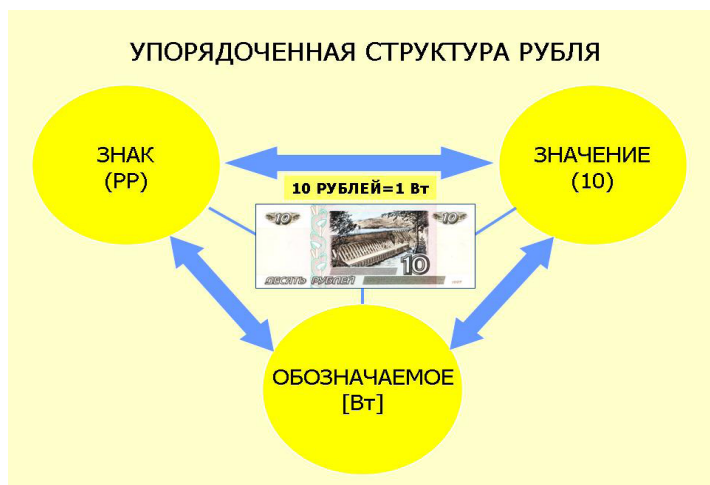 УПОРЯДОЧЕННАЯ СТРУКТУРА РУБЛЯ
ЗНАК
(РР)
ЗНАЧЕНИЕ
(10)
10 РУБЛЕЙ=1 Вт
10
10
10
ДЕСЯТЬ РУБЛЕЙ
ОБОЗНАЧАЕМОЕ
[Вт]